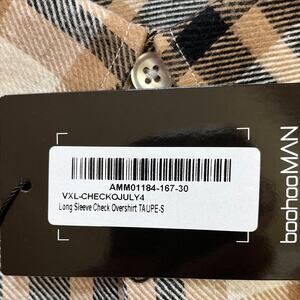 AMM01184-167-30
VXL-CHECKOJULY4
Long Sleeve Check Overshirt TAUPE-S
boohooMAN